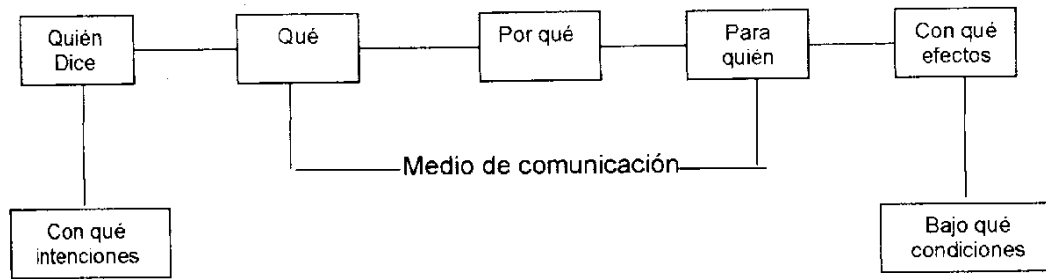 Quién
Dice
Qué
Por qué
Para
quién
Con qué
efectos
Medio de comunicación
Con qué
intenciones
Bajo qué
condiciones